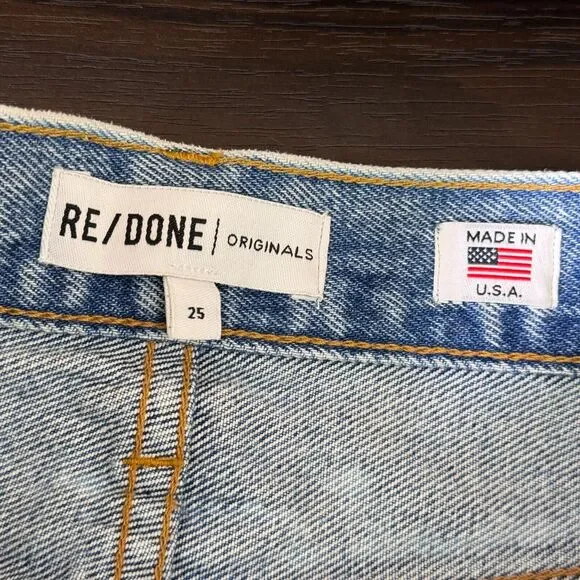 RE/DONE | ORIGINALS
25
MADE IN
U.S.A.